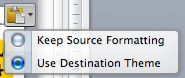 Keep Source Formatting
Use Destination Theme